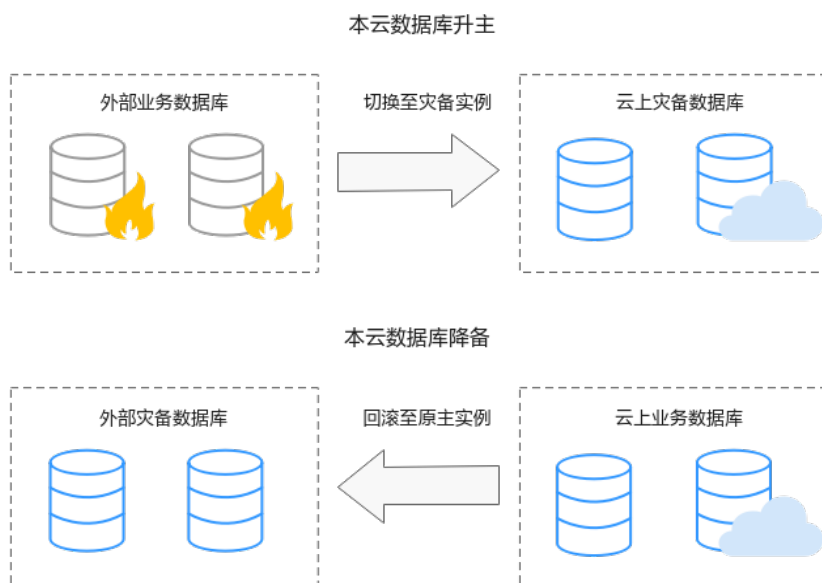 本云数据库升主
外部业务数据库
切换至灾备实例
云上灾备数据库
本云数据库降备
外部灾备数据库
回滚至原主实例
云上业务数据库